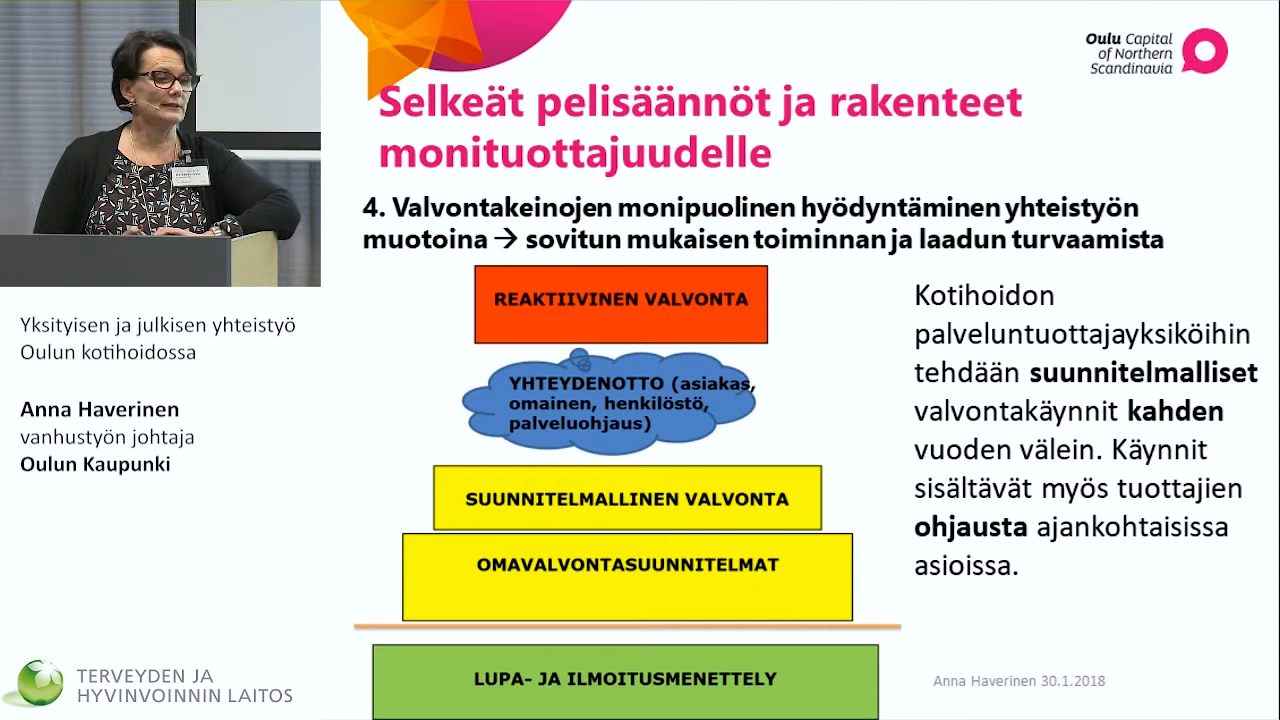 Oulu Capital
of Northern
Scandinavia
Selkeät pelisäännöt ja rakenteet
monituottajuudelle
4. Valvontakeinojen monipuolinen hyödyntäminen yhteistyön
muotoina → sovitun mukaisen toiminnan ja laadun turvaamista
REAKTIIVINEN VALVONTA
YHTEYDENOTTO (asiakas,
omainen, henkilöstö,
palveluohjaus)
SUUNNITELMALLINEN VALVONTA
OMAVALVONTASUUNNITELMAT
LUPA- JA ILMOITUSMENETTELY
Kotihoidon
palveluntuottajayksiköihin
tehdään suunnitelmalliset
valvontakäynnit kahden
vuoden välein. Käynnit
sisältävät myös tuottajien
ohjausta ajankohtaisissa
asioissa.
Anna Haverinen 30.1.2018
Yksityisen ja julkisen yhteistyö
Oulun kotihoidossa
Anna Haverinen
vanhustyön johtaja
Oulun Kaupunki
TERVEYDEN JA
HYVINVOINNIN LAITOS